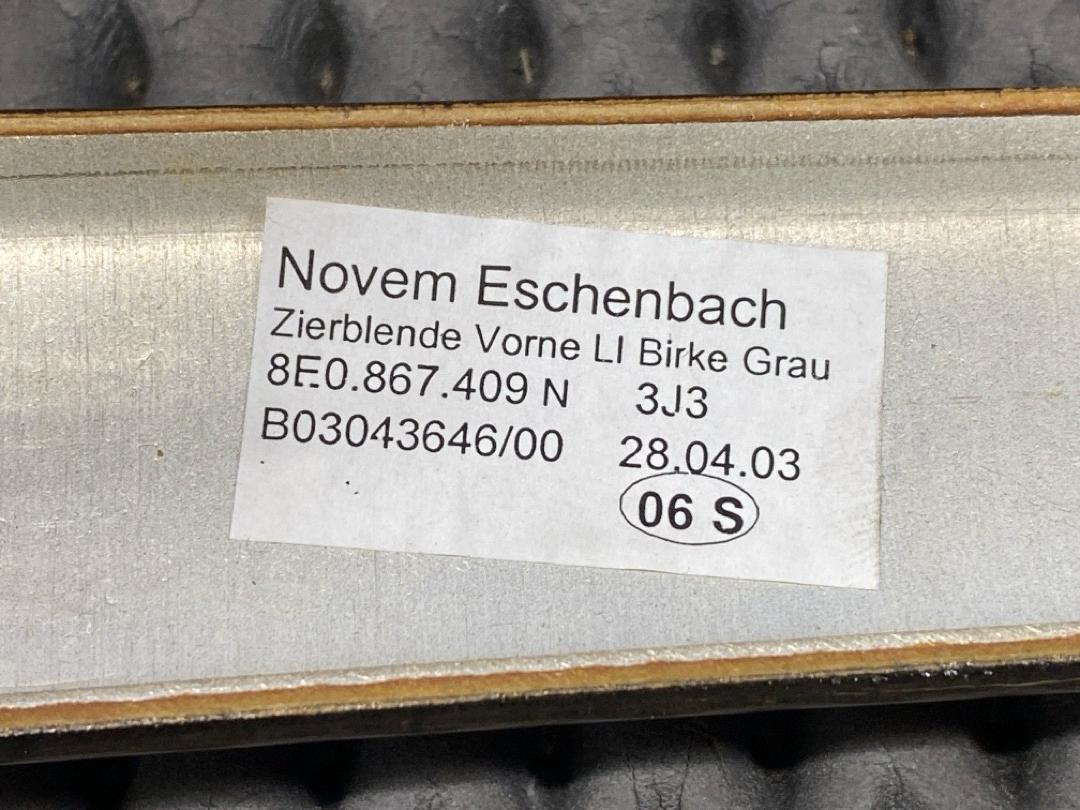 Novem Eschenbach
Zierblende Vorne LI Birke Grau
8E0.867.409 N 3J3
B03043646/00 28.04.03
06 S